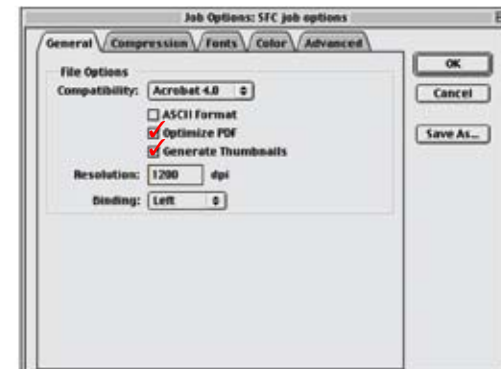 Job Options: SFC job options
General Compression Fonts Color Advanced
File Options
Compatibility: Acrobat 4.0
ASCII Format
Optimize PDF
Generate Thumbnails
Resolution: 1200 dpi
Binding: Left
OK
Cancel
Save As...